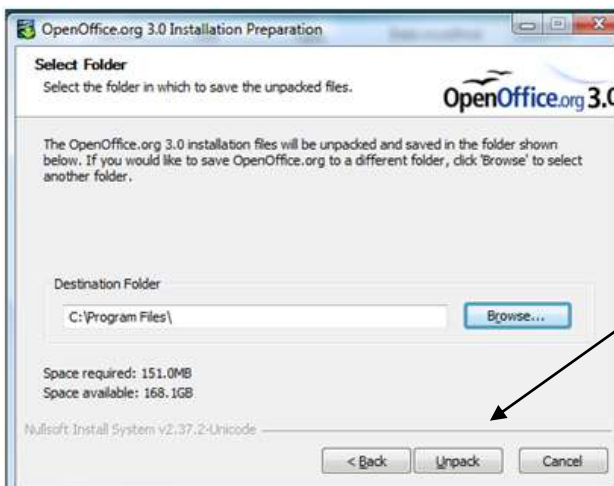 OpenOffice.org 3.0 Installation Preparation
Select Folder
Select the folder in which to save the unpacked files.
OpenOffice.org 3.0
The OpenOffice.org 3.0 installation files will be unpacked and saved in the folder shown
below. If you would like to save OpenOffice.org to a different folder, click 'Browse' to select
another folder.
Destination Folder
C:\Program Files\
Browse...
Space required: 151.0MB
Space available: 168.1GB
Nullsoft Install System v2.37.2-Unicode
< Back
Unpack
Cancel